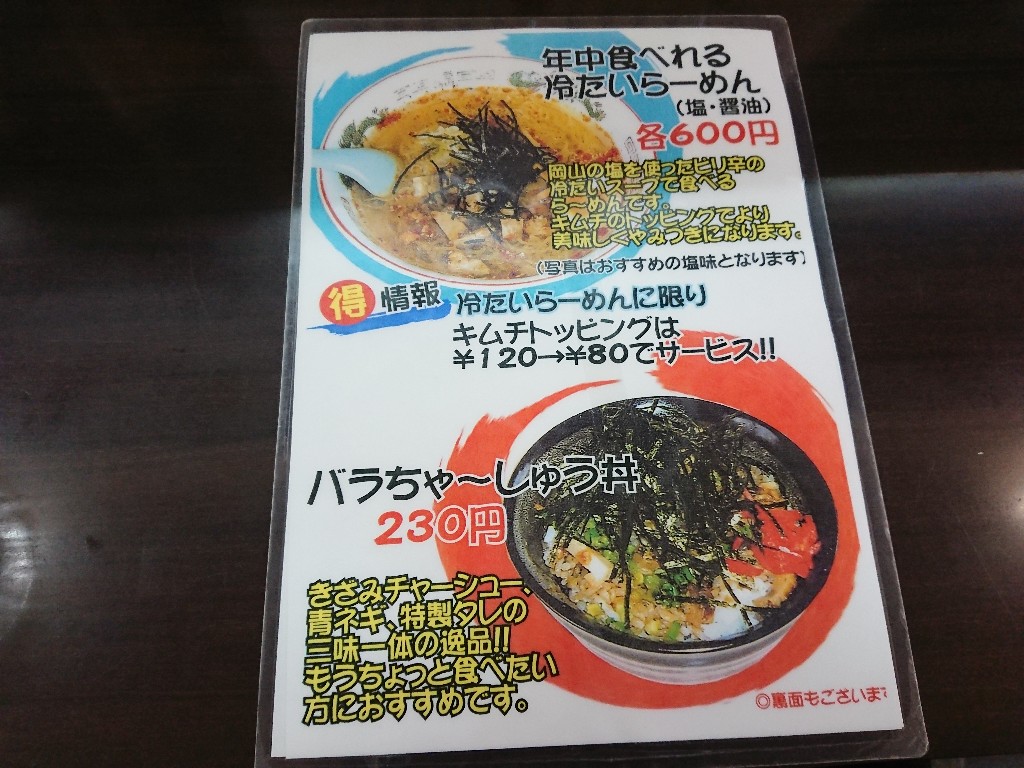 年中食べれる
冷たいらーめん
(塩・醤油)
各600円
岡山の塩を使ったピリ辛の
冷たいスープで食べる
らーめんです。
キムチのトッピングでより
美味しくやみつきになります。
(写真はおすすめの塩味となります)
得情報 冷たいらーめんに限り
キムチトッピングは
¥120→¥80でサービス!!
バラちゃ〜しゅう丼
230円
きざみチャーシュー、
青ネギ、特製タレの
三味一体の逸品!!
もうちょっと食べたい
方におすすめです。
◎裏面もございます